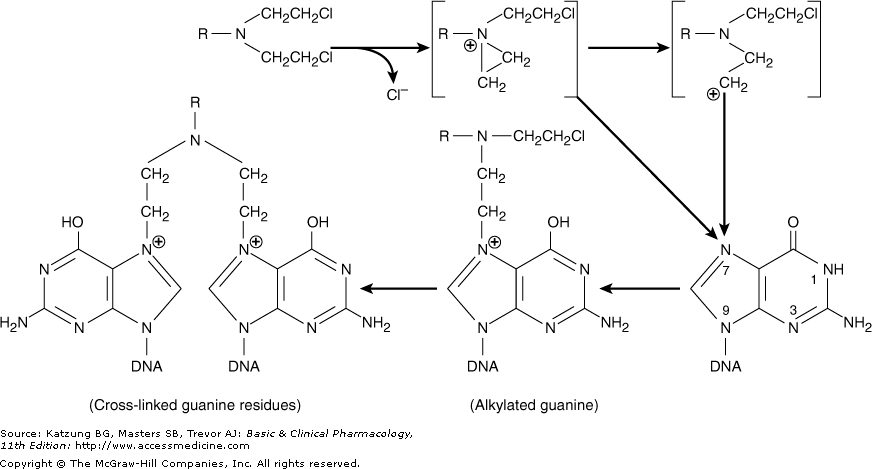 CH₂CH₂Cl
R
N
CH₂CH₂Cl
Cl⁻
CH₂CH₂Cl
R
N
⊕
CH₂
CH₂
CH₂CH₂Cl
R
N
CH₂
⊕
R
N
CH₂
CH₂
CH₂
CH₂
HO
OH
N
N
⊕
N
⊕
N
H₂N
N
N
N
N
NH₂
DNA
DNA
(Cross-linked guanine residues)
R
N
CH₂CH₂Cl
CH₂
CH₂
OH
N
⊕
N
N
N
NH₂
DNA
(Alkylated guanine)
O
N
7
1
NH
9
3
N
N
NH₂
DNA
Source: Katzung BG, Masters SB, Trevor AJ: Basic & Clinical Pharmacology,
11th Edition: http://www.accessmedicine.com
Copyright © The McGraw-Hill Companies, Inc. All rights reserved.